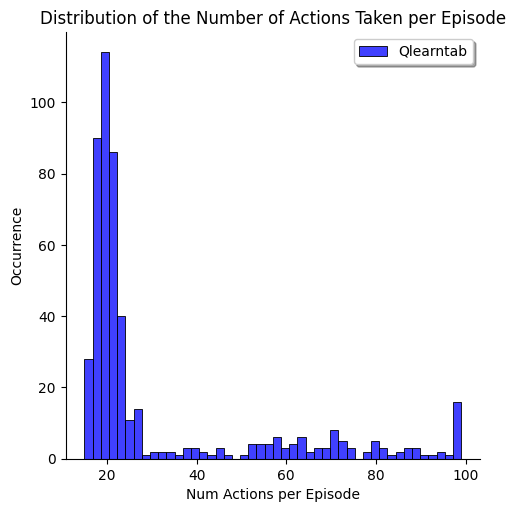 Distribution of the Number of Actions Taken per Episode
Qlearntab
100
80
60
40
20
0
Occurrence
20 40 60 80 100
Num Actions per Episode